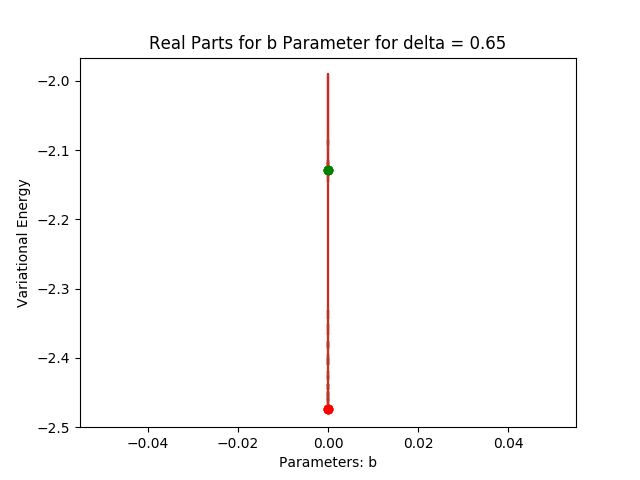 Real Parts for b Parameter for delta = 0.65
Variational Energy
−2.0
−2.1
−2.2
−2.3
−2.4
−2.5
−0.04 −0.02 0.00 0.02 0.04
Parameters: b